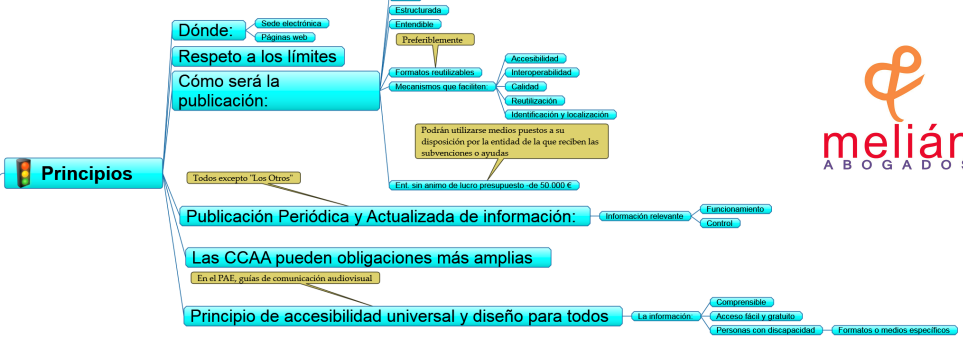 Principios
Dónde:
Sede electrónica
Páginas web
Respeto a los límites
Cómo será la
publicación:
Estructurada
Entendible
Preferiblemente
Formatos reutilizables
Mecanismos que faciliten:
Accesibilidad
Interoperabilidad
Calidad
Reutilización
Identificación y localización
Podrán utilizarse medios puestos a su
disposición por la entidad de la que reciben las
subvenciones o ayudas
Ent. sin animo de lucro presupuesto -de 50.000 €
Todos excepto "Los Otros"
Publicación Periódica y Actualizada de información:
Información relevante
Funcionamiento
Control
Las CCAA pueden obligaciones más amplias
En el PAE, guías de comunicación audiovisual
Principio de accesibilidad universal y diseño para todos
La información:
Comprensible
Acceso fácil y gratuito
Personas con discapacidad
Formatos o medios específicos
melián
ABOGADOS